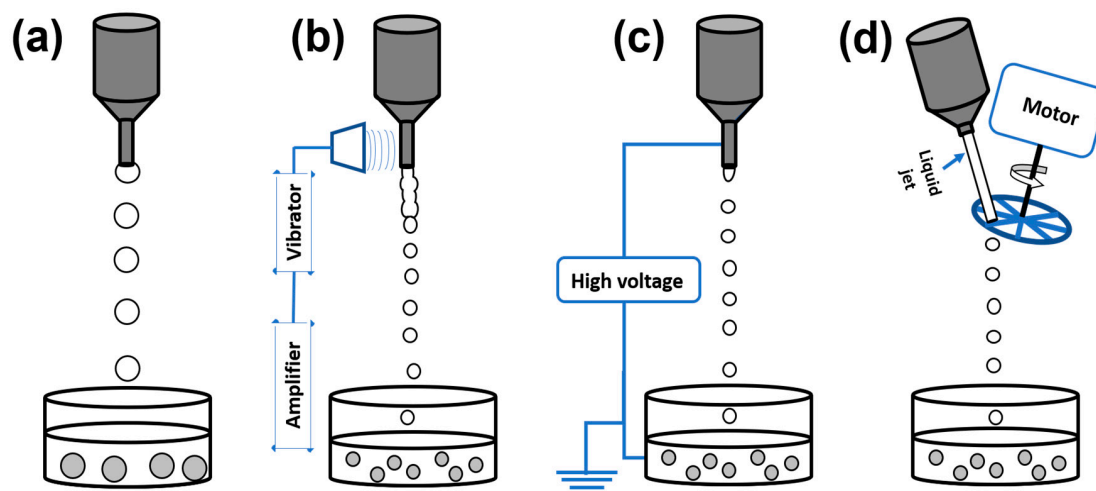 (a)
(b)
(c)
(d)
Motor
Liquid
jet
Vibrator
High voltage
Amplifier